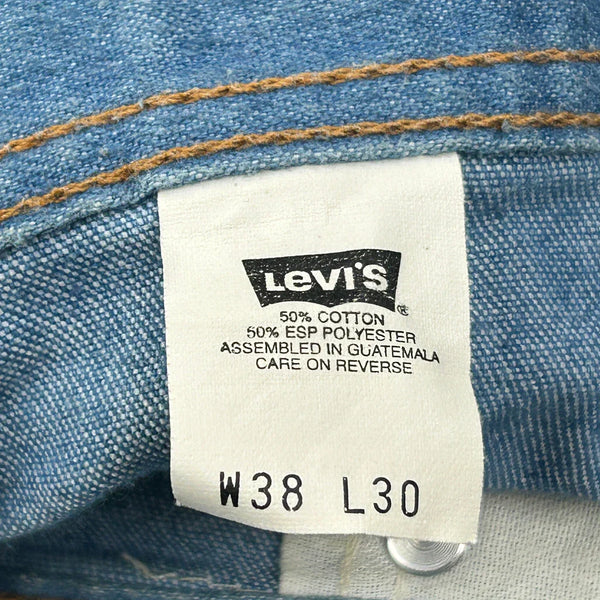 LEVI'S ®
50% COTTON
50% ESP POLYESTER
ASSEMBLED IN GUATEMALA
CARE ON REVERSE
W38 L30